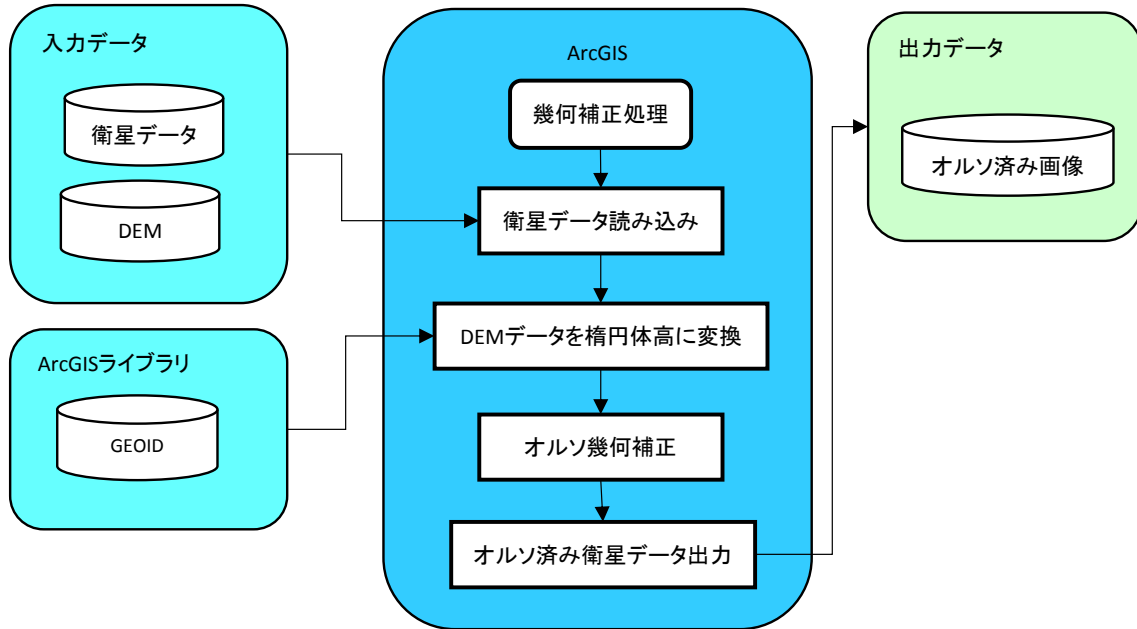 入力データ
衛星データ
DEM
ArcGISライブラリ
GEOID
ArcGIS
幾何補正処理
衛星データ読み込み
DEMデータを楕円体高に変換
オルソ幾何補正
オルソ済み衛星データ出力
出力データ
オルソ済み画像